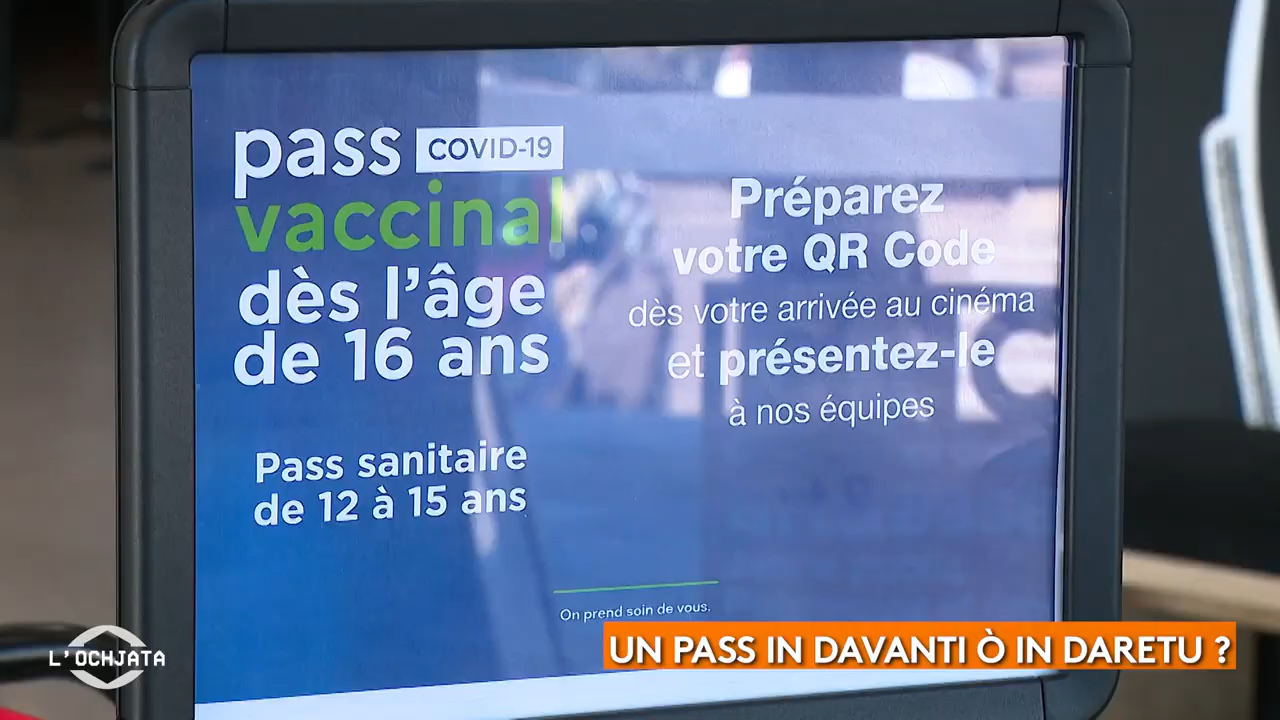 pass COVID-19
vaccinal
dès l'âge
de 16 ans
Pass sanitaire
de 12 à 15 ans
Préparez
votre QR Code
dès votre arrivée au cinéma
et présentez-le
à nos équipes
On prend soin de vous.
L'OCHJATA
UN PASS IN DAVANTI Ò IN DARETU ?